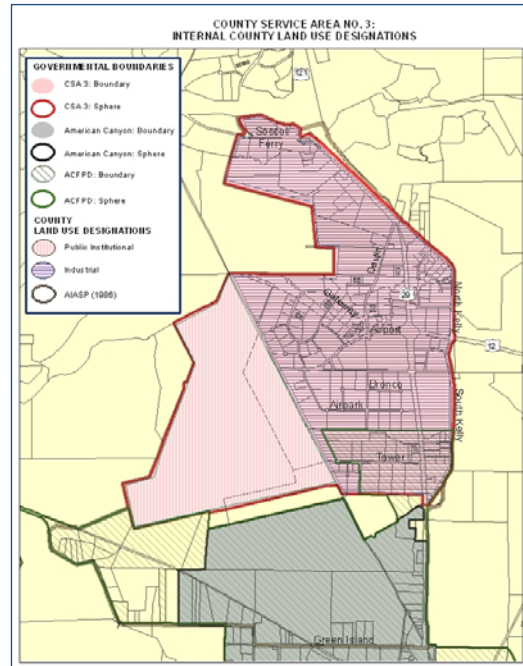 COUNTY SERVICE AREA NO. 3:
INTERNAL COUNTY LAND USE DESIGNATIONS
GOVERNMENTAL BOUNDARIES
CSA 3: Boundary
CSA 3: Sphere
American Canyon: Boundary
American Canyon: Sphere
ACFPD: Boundary
ACFPD: Sphere
COUNTY
LAND USE DESIGNATIONS
Public Institutional
Industrial
AIASP (1986)
121
Soscol
Ferry
Devlin
Gateway
North Kelly
29
Airport
12
Bronco
Airpark
South Kelly
Tower
Green Island